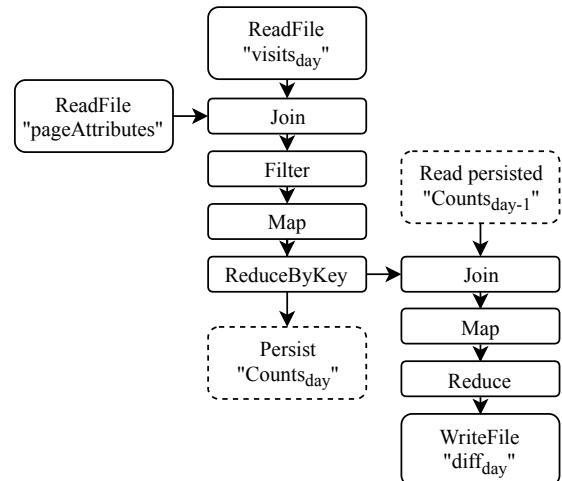 ReadFile
"visits_day"
ReadFile
"pageAttributes"
Join
Filter
Map
ReduceByKey
Persist
"Counts_day"
Read persisted
"Counts_day-1"
Join
Map
Reduce
WriteFile
"diff_day"